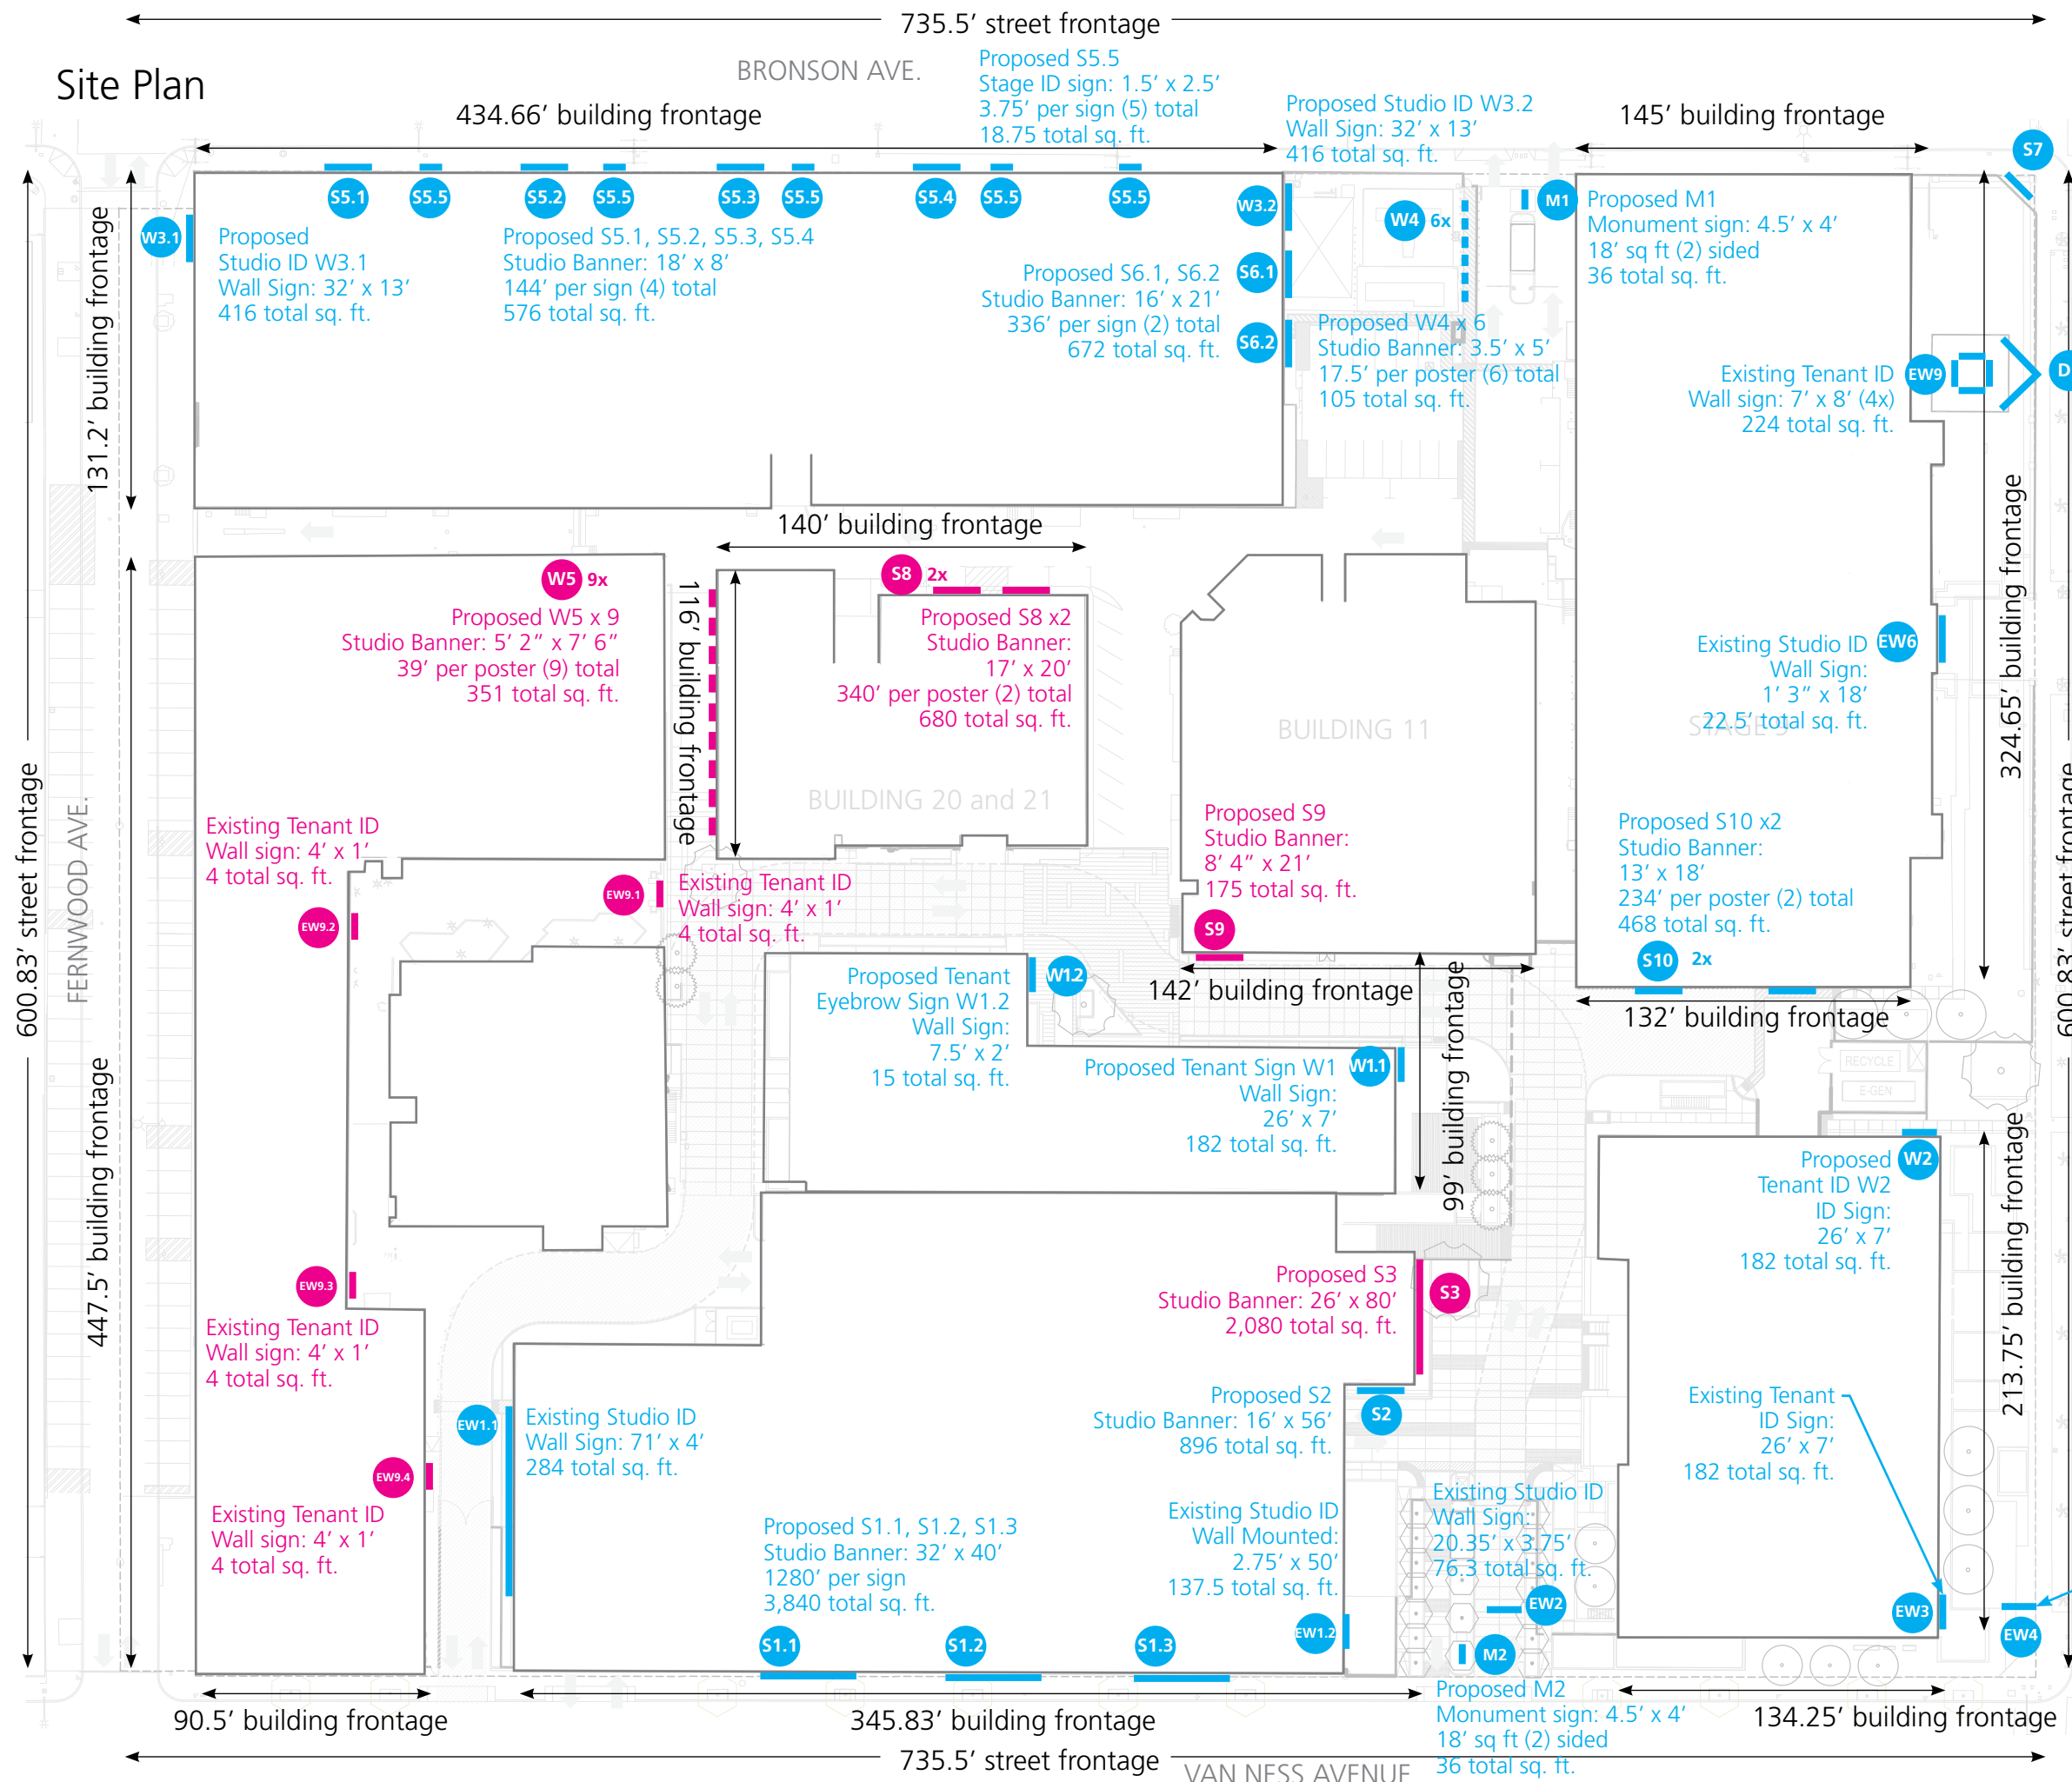 735.5’ street frontage
BRONSON AVE.
Site Plan
434.66’ building frontage
Proposed S5.5
Stage ID sign: 1.5’ x 2.5’
3.75’ per sign (5) total
18.75 total sq. ft.
Proposed Studio ID W3.2
Wall Sign: 32’ x 13’
416 total sq. ft.
145’ building frontage
S7
S5.1
S5.5
S5.2
S5.5
S5.3
S5.5
S5.4
S5.5
S5.5
W3.2
W4 6x
M1
Proposed M1
Monument sign: 4.5’ x 4’
18’ sq ft (2) sided
36 total sq. ft.
W3.1
Proposed
Studio ID W3.1
Wall Sign: 32’ x 13’
416 total sq. ft.
Proposed S5.1, S5.2, S5.3, S5.4
Studio Banner: 18’ x 8’
144’ per sign (4) total
576 total sq. ft.
Proposed S6.1, S6.2
Studio Banner: 16’ x 21’
336’ per sign (2) total
672 total sq. ft.
S6.1
S6.2
Proposed W4 x 6
Studio Banner: 3.5’ x 5’
17.5’ per poster (6) total
105 total sq. ft.
Existing Tenant ID
Wall sign: 7’ x 8’ (4x)
224 total sq. ft.
EW9
D
131.2’ building frontage
140’ building frontage
324.65’ building frontage
W5 9x
Proposed W5 x 9
Studio Banner: 5’ 2” x 7’ 6”
39’ per poster (9) total
351 total sq. ft.
116’ building frontage
S8 2x
Proposed S8 x2
Studio Banner:
17’ x 20’
340’ per poster (2) total
680 total sq. ft.
BUILDING 20 and 21
BUILDING 11
Existing Studio ID
Wall Sign:
1’ 3” x 18’
22.5’ total sq. ft.
EW6
600.83’ street frontage
FERNWOOD AVE.
600.83’ street frontage
Existing Tenant ID
Wall sign: 4’ x 1’
4 total sq. ft.
EW9.2
EW9.1
Existing Tenant ID
Wall sign: 4’ x 1’
4 total sq. ft.
Proposed S9
Studio Banner:
8’ 4” x 21’
175 total sq. ft.
S9
Proposed S10 x2
Studio Banner:
13’ x 18’
234’ per poster (2) total
468 total sq. ft.
S10 2x
142’ building frontage
132’ building frontage
Proposed Tenant
Eyebrow Sign W1.2
Wall Sign:
7.5’ x 2’
15 total sq. ft.
W1.2
Proposed Tenant Sign W1
Wall Sign:
26’ x 7’
182 total sq. ft.
W1.1
99’ building frontage
RECYCLE
E-GEN
447.5’ building frontage
Proposed
Tenant ID W2
ID Sign:
26’ x 7’
182 total sq. ft.
W2
213.75’ building frontage
EW9.3
Existing Tenant ID
Wall sign: 4’ x 1’
4 total sq. ft.
Proposed S3
Studio Banner: 26’ x 80’
2,080 total sq. ft.
S3
Proposed S2
Studio Banner: 16’ x 56’
896 total sq. ft.
S2
Existing Tenant
ID Sign:
26’ x 7’
182 total sq. ft.
EW1.1
Existing Studio ID
Wall Sign: 71’ x 4’
284 total sq. ft.
EW9.4
Existing Tenant ID
Wall sign: 4’ x 1’
4 total sq. ft.
Proposed S1.1, S1.2, S1.3
Studio Banner: 32’ x 40’
1280’ per sign
3,840 total sq. ft.
Existing Studio ID
Wall Mounted:
2.75’ x 50’
137.5 total sq. ft.
Existing Studio ID
Wall Sign:
20.35’ x 3.75’
76.3 total sq. ft.
S1.1
S1.2
S1.3
EW1.2
EW2
M2
EW3
EW4
Proposed M2
Monument sign: 4.5’ x 4’
18’ sq ft (2) sided
36 total sq. ft.
90.5’ building frontage
345.83’ building frontage
134.25’ building frontage
735.5’ street frontage
VAN NESS AVENUE